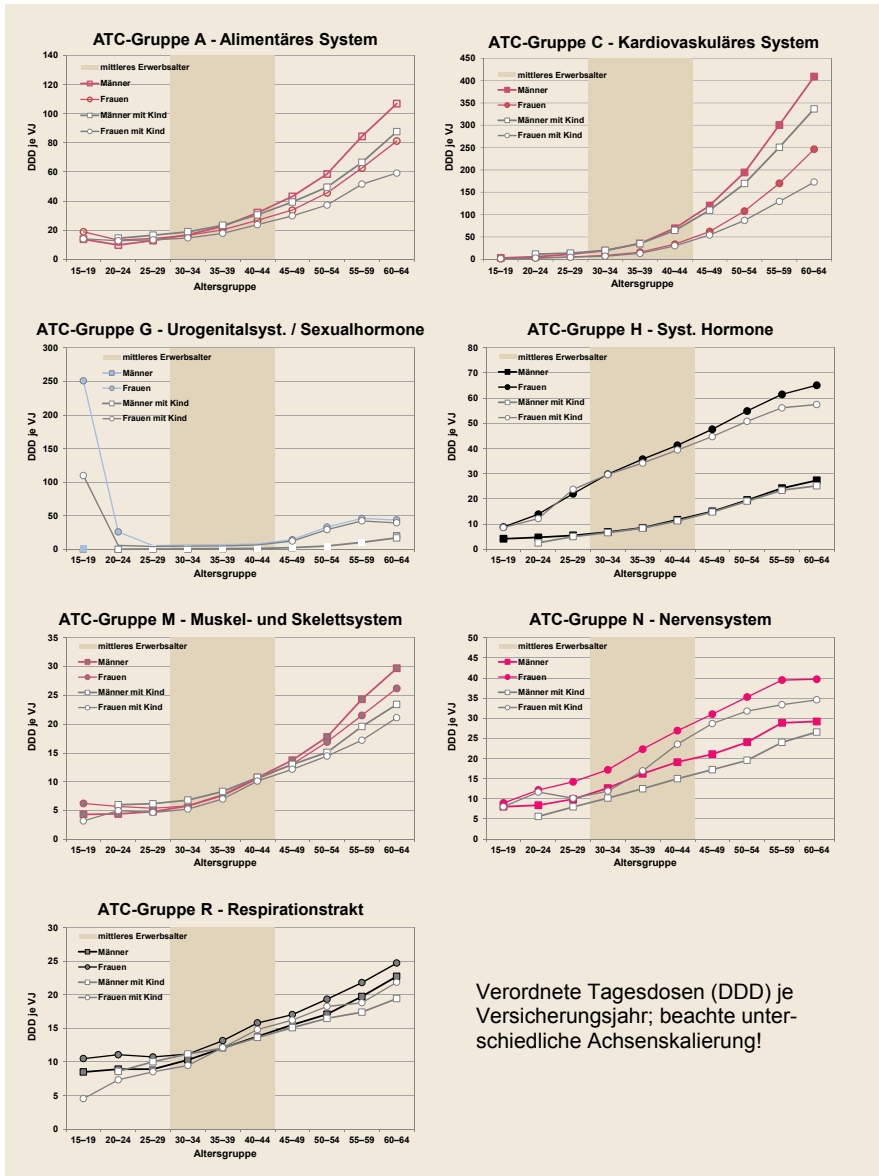 ATC-Gruppe A - Alimentäres System
140
120
100
80
60
40
20
0
DDD je VJ
mittleres Erwerbsalter
Männer
Frauen
Männer mit Kind
Frauen mit Kind
15–19 20–24 25–29 30–34 35–39 40–44 45–49 50–54 55–59 60–64
Altersgruppe
ATC-Gruppe C - Kardiovaskuläres System
450
400
350
300
250
200
150
100
50
0
DDD je VJ
mittleres Erwerbsalter
Männer
Frauen
Männer mit Kind
Frauen mit Kind
15–19 20–24 25–29 30–34 35–39 40–44 45–49 50–54 55–59 60–64
Altersgruppe
ATC-Gruppe G - Urogenitalsyst. / Sexualhormone
300
250
200
150
100
50
0
DDD je VJ
mittleres Erwerbsalter
Männer
Frauen
Männer mit Kind
Frauen mit Kind
15–19 20–24 25–29 30–34 35–39 40–44 45–49 50–54 55–59 60–64
Altersgruppe
ATC-Gruppe H - Syst. Hormone
80
70
60
50
40
30
20
10
0
DDD je VJ
mittleres Erwerbsalter
Männer
Frauen
Männer mit Kind
Frauen mit Kind
15–19 20–24 25–29 30–34 35–39 40–44 45–49 50–54 55–59 60–64
Altersgruppe
ATC-Gruppe M - Muskel- und Skelettsystem
35
30
25
20
15
10
5
0
DDD je VJ
mittleres Erwerbsalter
Männer
Frauen
Männer mit Kind
Frauen mit Kind
15–19 20–24 25–29 30–34 35–39 40–44 45–49 50–54 55–59 60–64
Altersgruppe
ATC-Gruppe N - Nervensystem
50
45
40
35
30
25
20
15
10
5
0
DDD je VJ
mittleres Erwerbsalter
Männer
Frauen
Männer mit Kind
Frauen mit Kind
15–19 20–24 25–29 30–34 35–39 40–44 45–49 50–54 55–59 60–64
Altersgruppe
ATC-Gruppe R - Respirationstrakt
30
25
20
15
10
5
0
DDD je VJ
mittleres Erwerbsalter
Männer
Frauen
Männer mit Kind
Frauen mit Kind
15–19 20–24 25–29 30–34 35–39 40–44 45–49 50–54 55–59 60–64
Altersgruppe
Verordnete Tagesdosen (DDD) je
Versicherungsjahr; beachte unter-
schiedliche Achsenskalierung!